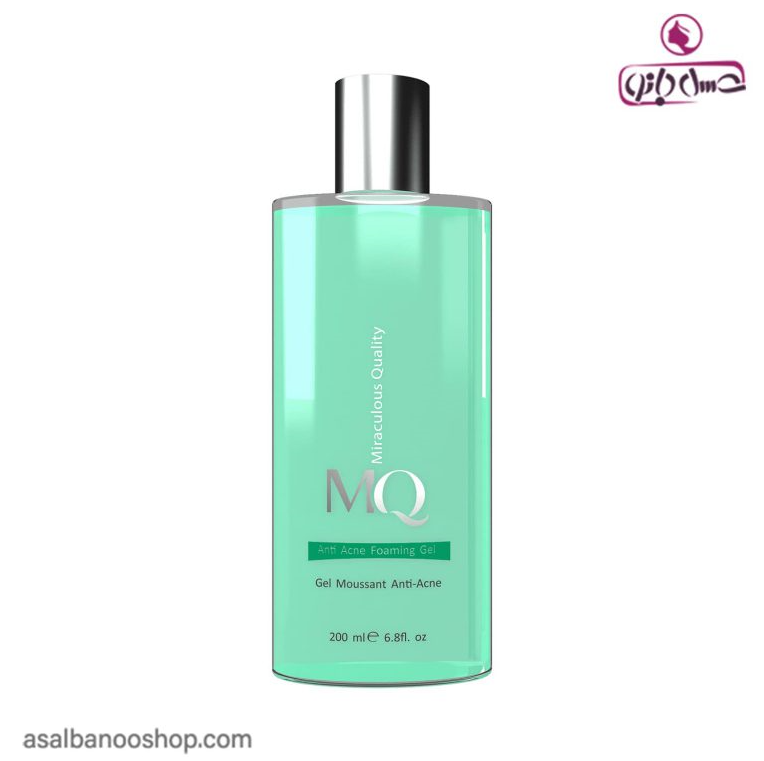 عسل بانو
Miraculous Quality
MQ
Anti Acne Foaming Gel
Gel Moussant Anti-Acne
200 ml℮ 6.8fl. oz
asalbanooshop.com